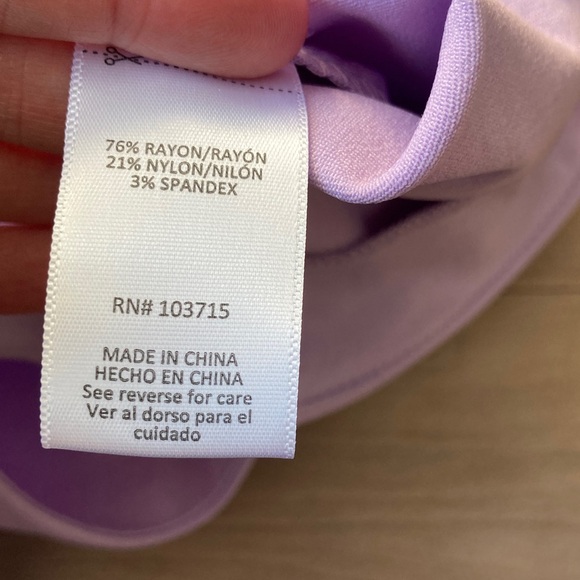 76% RAYON/RAYÓN
21% NYLON/NILÓN
3% SPANDEX
RN# 103715
MADE IN CHINA
HECHO EN CHINA
See reverse for care
Ver al dorso para el
cuidado